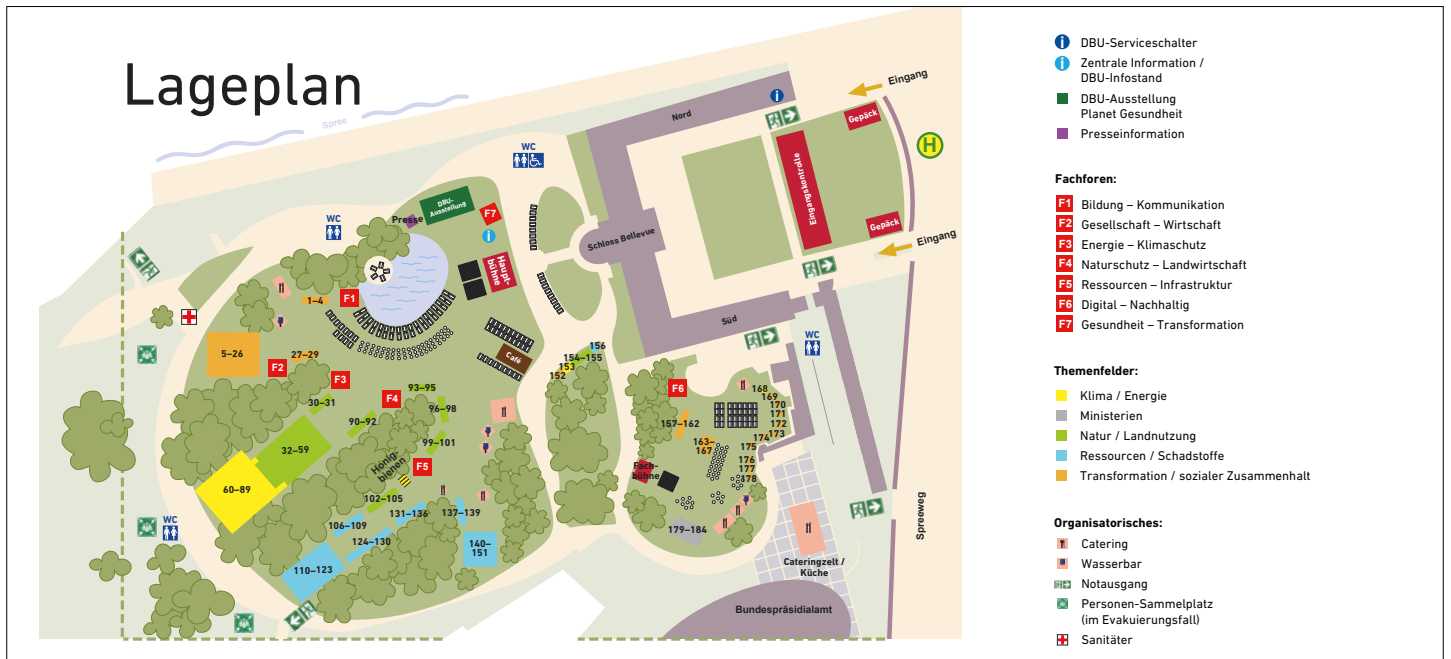 Lageplan
Spree
WC
WC
Nord
Eingang
Gepäck
H
Eingangskontrolle
Gepäck
Eingang
Schloss Bellevue
Süd
DBU-
Ausstellung
Presse
F7
Haupt-
bühne
1–4
F1
5–26
27–29
F2
F3
Café
156
154–155
153
152
WC
30–31
F4
93–95
96–98
90–92
99–101
32–59
Honig-
bienen
F5
60–89
102–105
106–109
131–136
137–139
124–130
110–123
140–
151
WC
F6
157–162
163–
167
168
169
170
171
172
173
174
175
176
177
178
Fach-
bühne
179–184
Cateringzelt /
Küche
Bundespräsidialamt
Spreeweg
DBU-Serviceschalter
Zentrale Information /
DBU-Infostand
DBU-Ausstellung
Planet Gesundheit
Presseinformation
Fachforen:
F1 Bildung – Kommunikation
F2 Gesellschaft – Wirtschaft
F3 Energie – Klimaschutz
F4 Naturschutz – Landwirtschaft
F5 Ressourcen – Infrastruktur
F6 Digital – Nachhaltig
F7 Gesundheit – Transformation
Themenfelder:
Klima / Energie
Ministerien
Natur / Landnutzung
Ressourcen / Schadstoffe
Transformation / sozialer Zusammenhalt
Organisatorisches:
Catering
Wasserbar
Notausgang
Personen-Sammelplatz
(im Evakuierungsfall)
Sanitäter